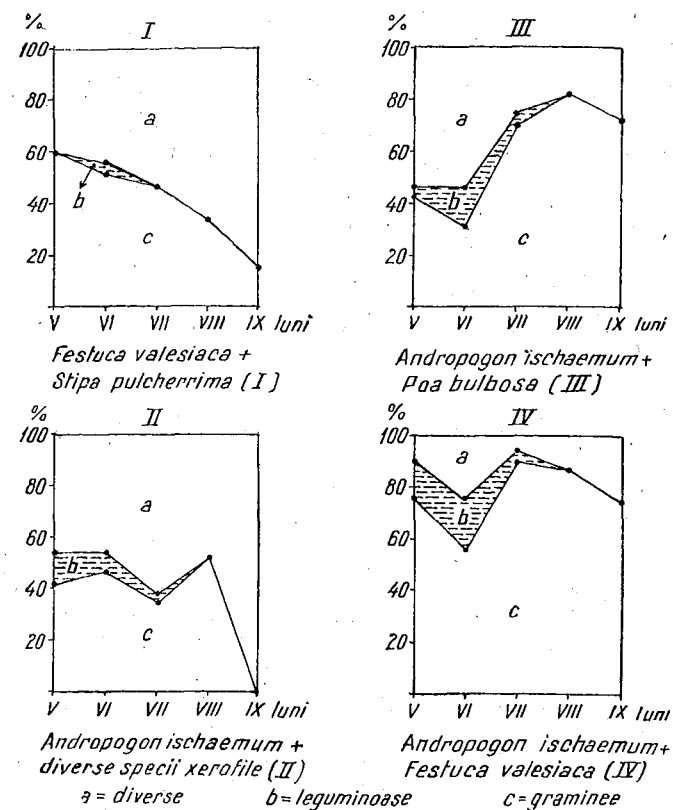 %
I
100
80
60
40
20
a
b
c
V VI VII VIII IX luni
Festuca valesiaca +
Stipa pulcherrima (I)
%
III
100
80
60
40
20
a
b
c
V VI VII VIII IX luni
Andropogon ischaemum +
Poa bulbosa (III)
%
II
100
80
60
40
20
a
b
c
V VI VII VIII IX luni
Andropogon ischaemum +
diverse specii xerofile (II)
%
IV
100
80
60
40
20
a
b
c
V VI VII VIII IX luni
Andropogon ischaemum +
Festuca valesiaca (IV)
a = diverse b = leguminoase c = graminee